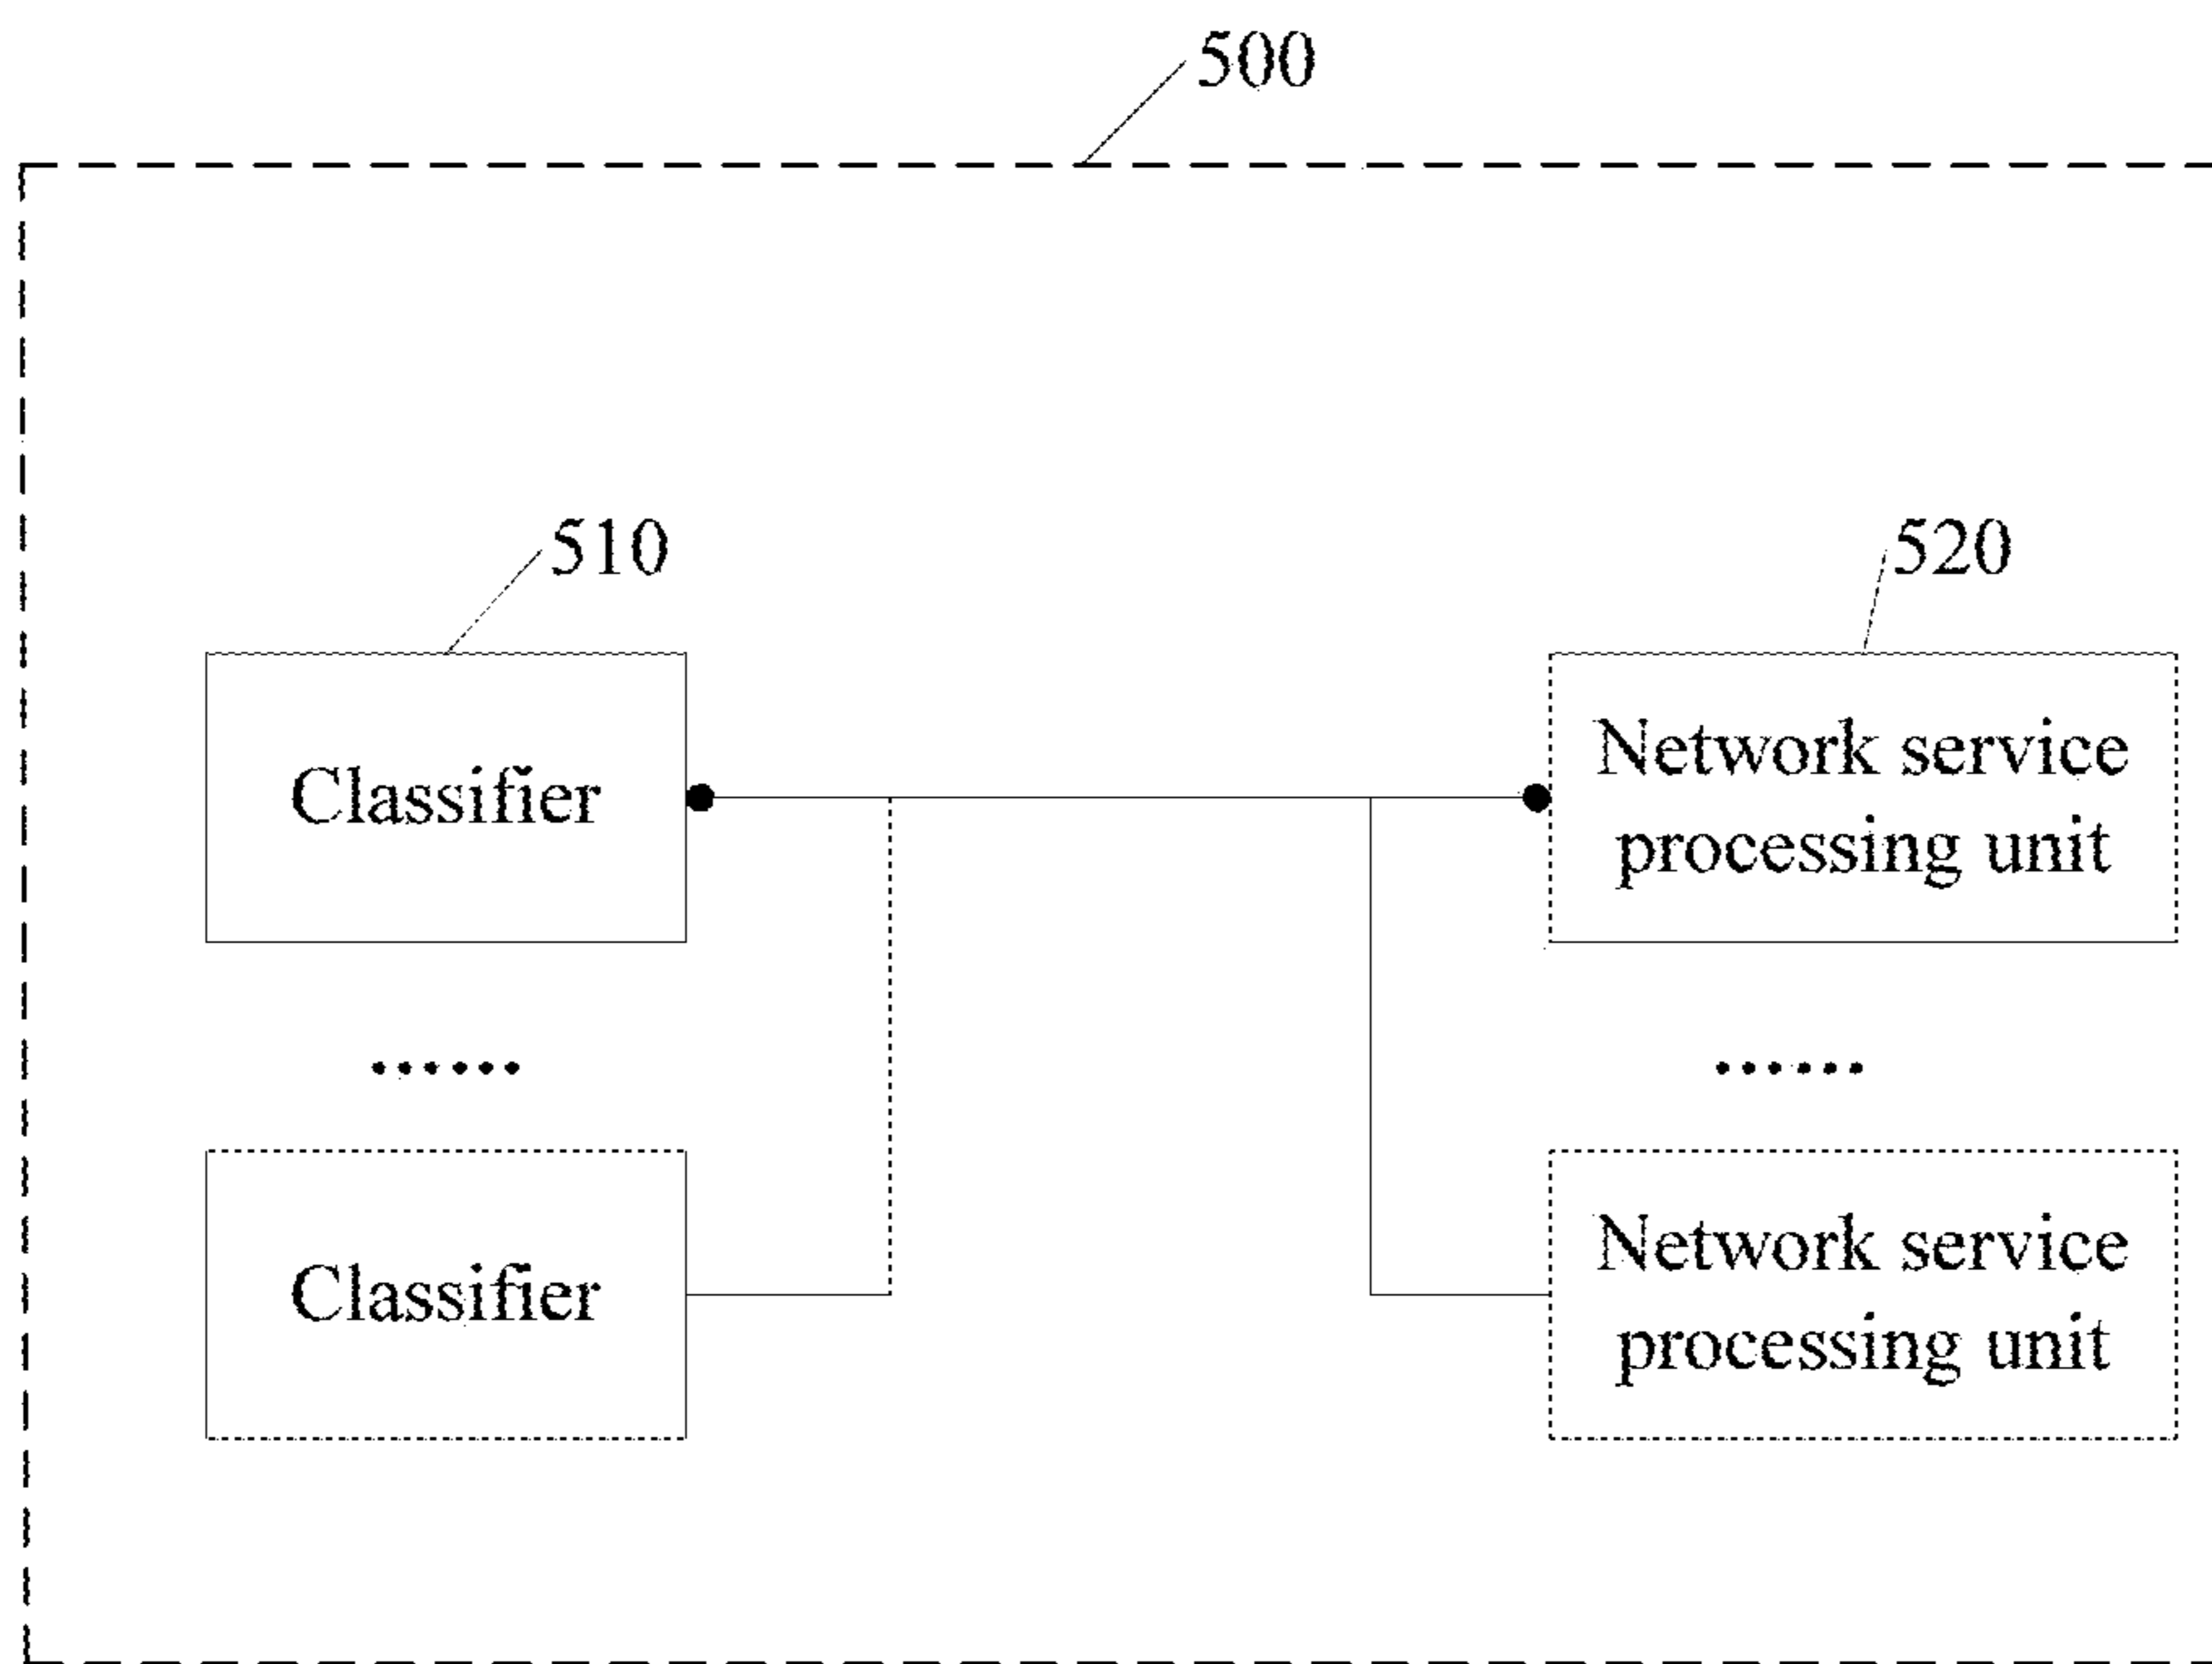 500
510
520
Classifier
Network service
processing unit
......
......
Classifier
Network service
processing unit